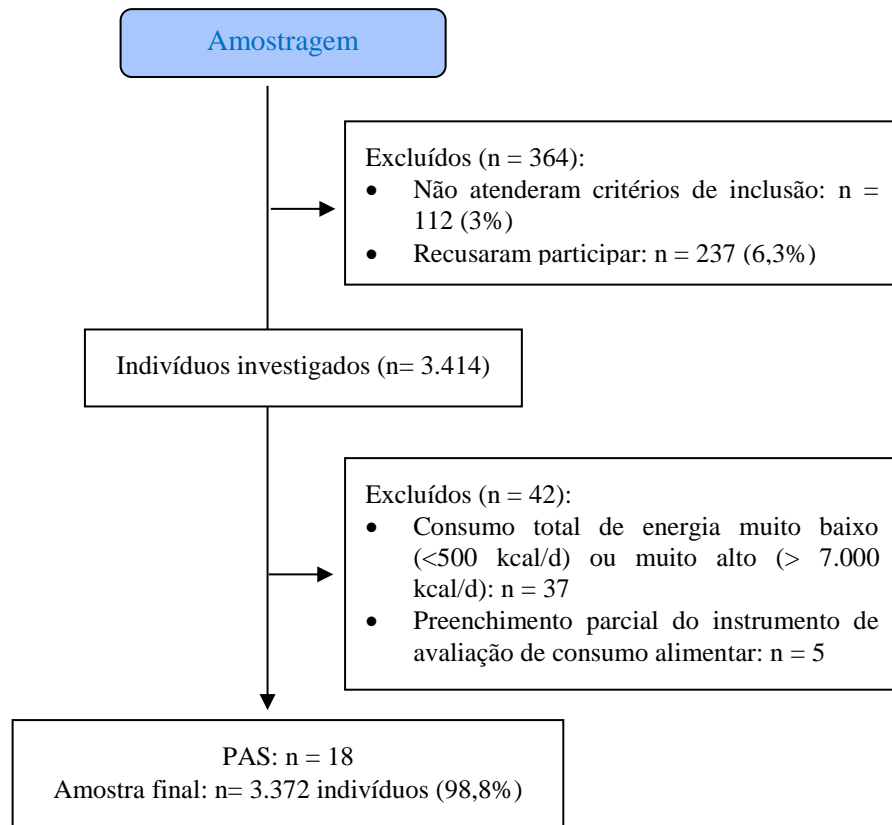 Amostragem
Excluídos (n = 364):
• Não atenderam critérios de inclusão: n =
112 (3%)
• Recusaram participar: n = 237 (6,3%)
Indivíduos investigados (n= 3.414)
Excluídos (n = 42):
• Consumo total de energia muito baixo
(<500 kcal/d) ou muito alto (> 7.000
kcal/d): n = 37
• Preenchimento parcial do instrumento de
avaliação de consumo alimentar: n = 5
PAS: n = 18
Amostra final: n= 3.372 indivíduos (98,8%)